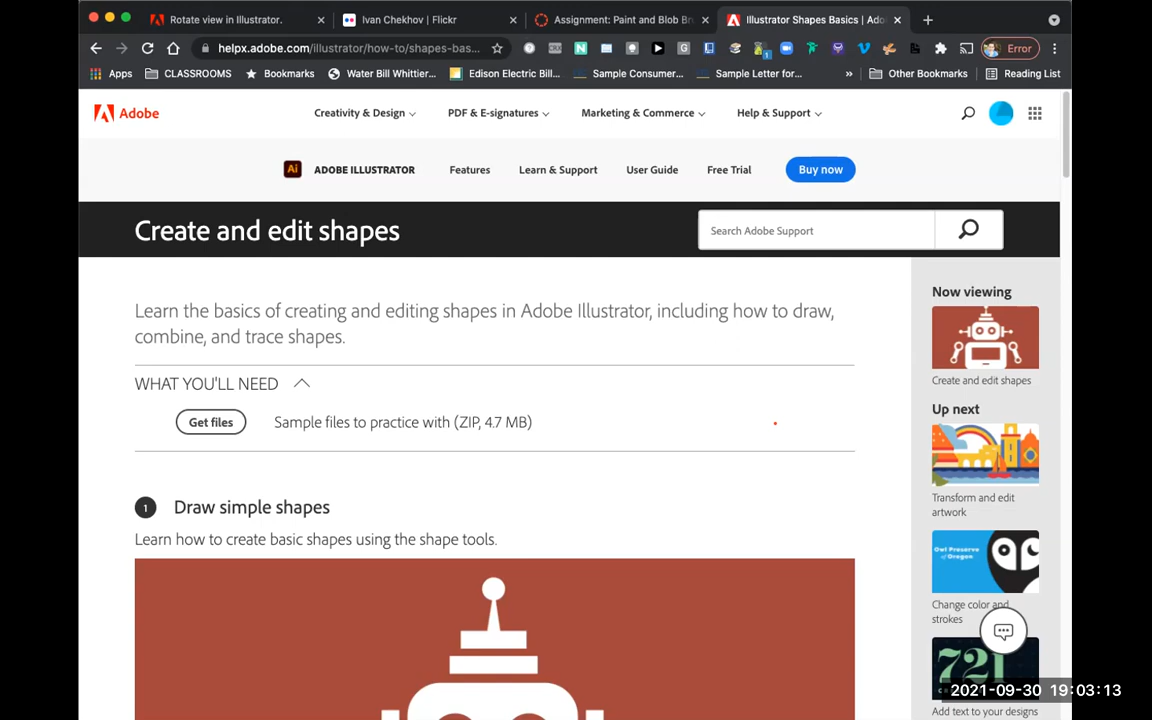 Rotate view in Illustrator.
Ivan Chekhov | Flickr
Assignment: Paint and Blob Br
Illustrator Shapes Basics | Ado
helpx.adobe.com/illustrator/how-to/shapes-bas...
Error
Apps
CLASSROOMS
Bookmarks
Water Bill Whittier...
Edison Electric Bill...
Sample Consumer...
Sample Letter for...
»
Other Bookmarks
Reading List
Adobe
Creativity & Design
PDF & E-signatures
Marketing & Commerce
Help & Support
Ai
ADOBE ILLUSTRATOR
Features
Learn & Support
User Guide
Free Trial
Buy now
Create and edit shapes
Search Adobe Support
Learn the basics of creating and editing shapes in Adobe Illustrator, including how to draw,
combine, and trace shapes.
WHAT YOU'LL NEED
Get files
Sample files to practice with (ZIP, 4.7 MB)
1
Draw simple shapes
Learn how to create basic shapes using the shape tools.
Now viewing
Create and edit shapes
Up next
Transform and edit
artwork
Owl Preserve
of Oregon
Change color and
strokes
721
Add text to your designs
2021-09-30 19:03:13